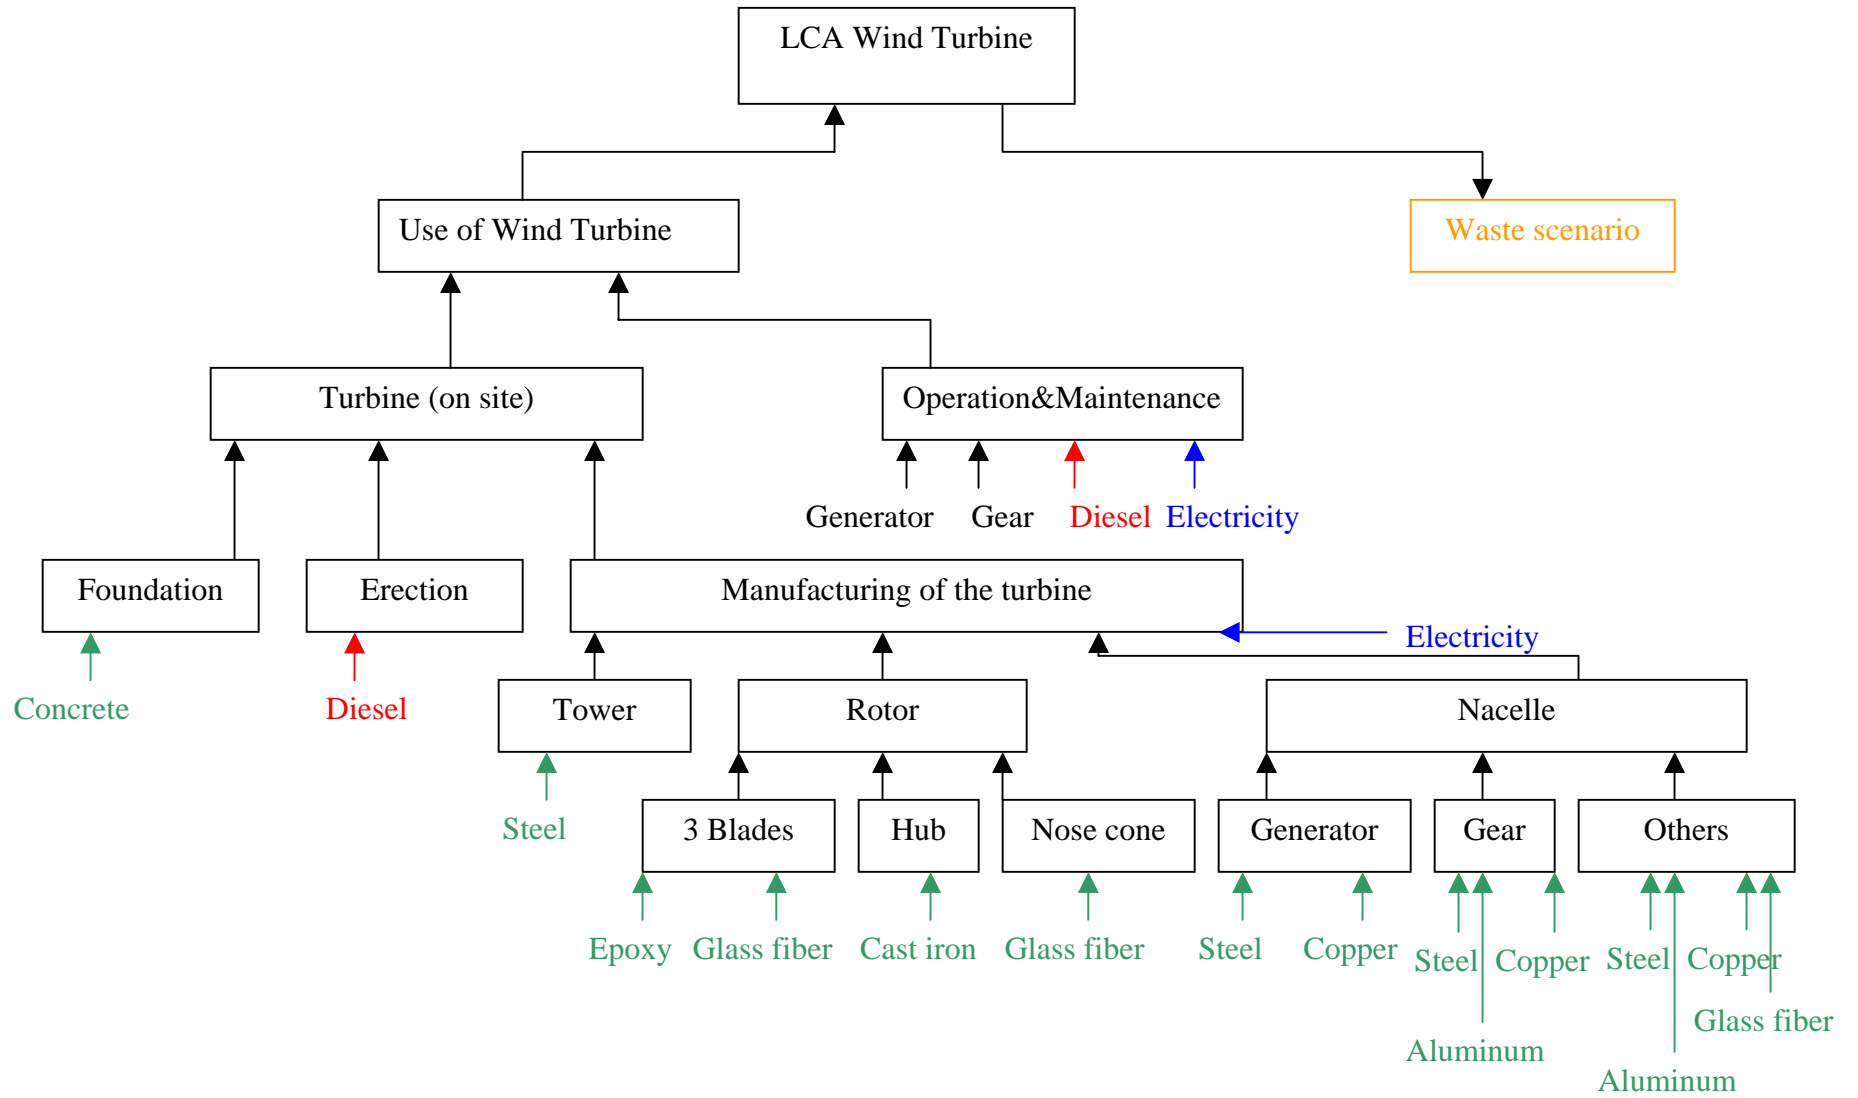 LCA Wind Turbine
Use of Wind Turbine
Waste scenario
Turbine (on site)
Operation&Maintenance
Generator
Gear
Diesel
Electricity
Foundation
Erection
Manufacturing of the turbine
Electricity
Concrete
Diesel
Tower
Rotor
Nacelle
Steel
3 Blades
Hub
Nose cone
Generator
Gear
Others
Epoxy
Glass fiber
Cast iron
Glass fiber
Steel
Copper
Steel
Copper
Steel
Copper
Glass fiber
Aluminum
Aluminum